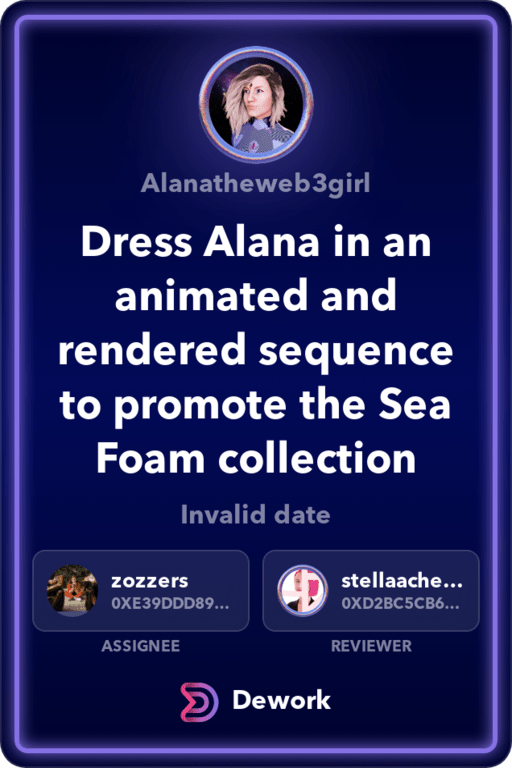 Alanatheweb3girl
Dress Alana in an
animated and
rendered sequence
to promote the Sea
Foam collection
Invalid date
zozzers
0XE39DDD89...
ASSIGNEE
stellaache...
0XD2BC5CB6...
REVIEWER
Dework